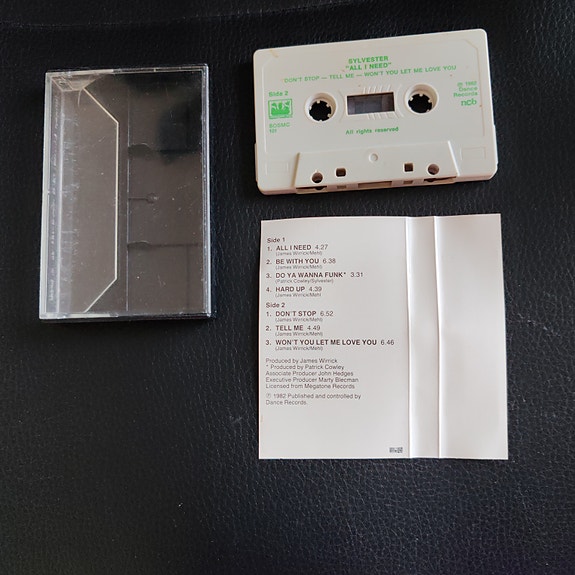 SYLVESTER
"ALL I NEED"
DON'T STOP — TELL ME — WON'T YOU LET ME LOVE YOU
Side 2
℗ 1982
Dance
Records
ncb
All rights reserved
Side 1
1. ALL I NEED 4.27
(James Wirrick/Mehl)
2. BE WITH YOU 6.38
(James Wirrick/Mehl)
3. DO YA WANNA FUNK* 3.31
(Patrick Cowley/Sylvester)
4. HARD UP 4.39
(James Wirrick/Mehl)
Side 2
1. DON'T STOP 6.52
(James Wirrick/Mehl)
2. TELL ME 4.49
(James Wirrick/Mehl)
3. WON'T YOU LET ME LOVE YOU 6.46
(James Wirrick/Mehl)
Produced by James Wirrick
* Produced by Patrick Cowley
Associate Producer John Hedges
Executive Producer Marty Blecman
Licensed from Megatone Records
℗ 1982 Published and controlled by
Dance Records.